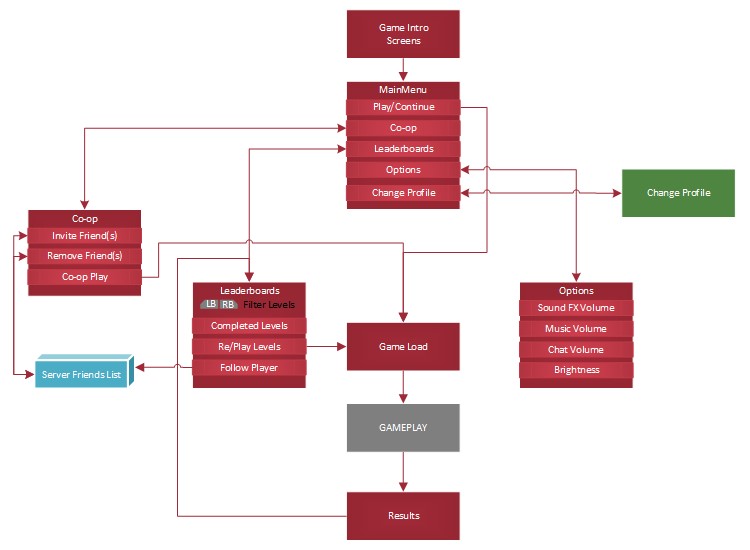 Game Intro
Screens
MainMenu
Play/Continue
Co-op
Leaderboards
Options
Change Profile
Change Profile
Co-op
Invite Friend(s)
Remove Friend(s)
Co-op Play
Leaderboards
LB RB Filter Levels
Completed Levels
Re/Play Levels
Follow Player
Options
Sound FX Volume
Music Volume
Chat Volume
Brightness
Game Load
Server Friends List
GAMEPLAY
Results